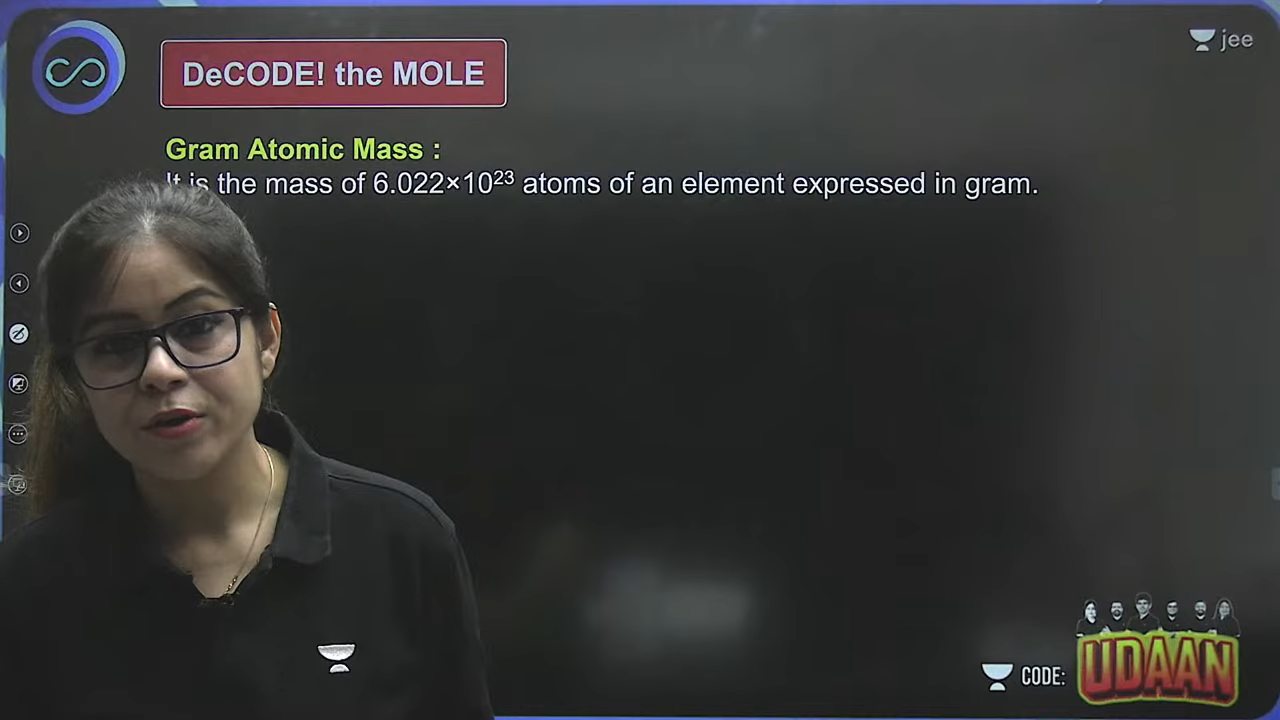 jee
DeCODE! the MOLE
Gram Atomic Mass :
It is the mass of 6.022×10²³ atoms of an element expressed in gram.
CODE:
UDAAN